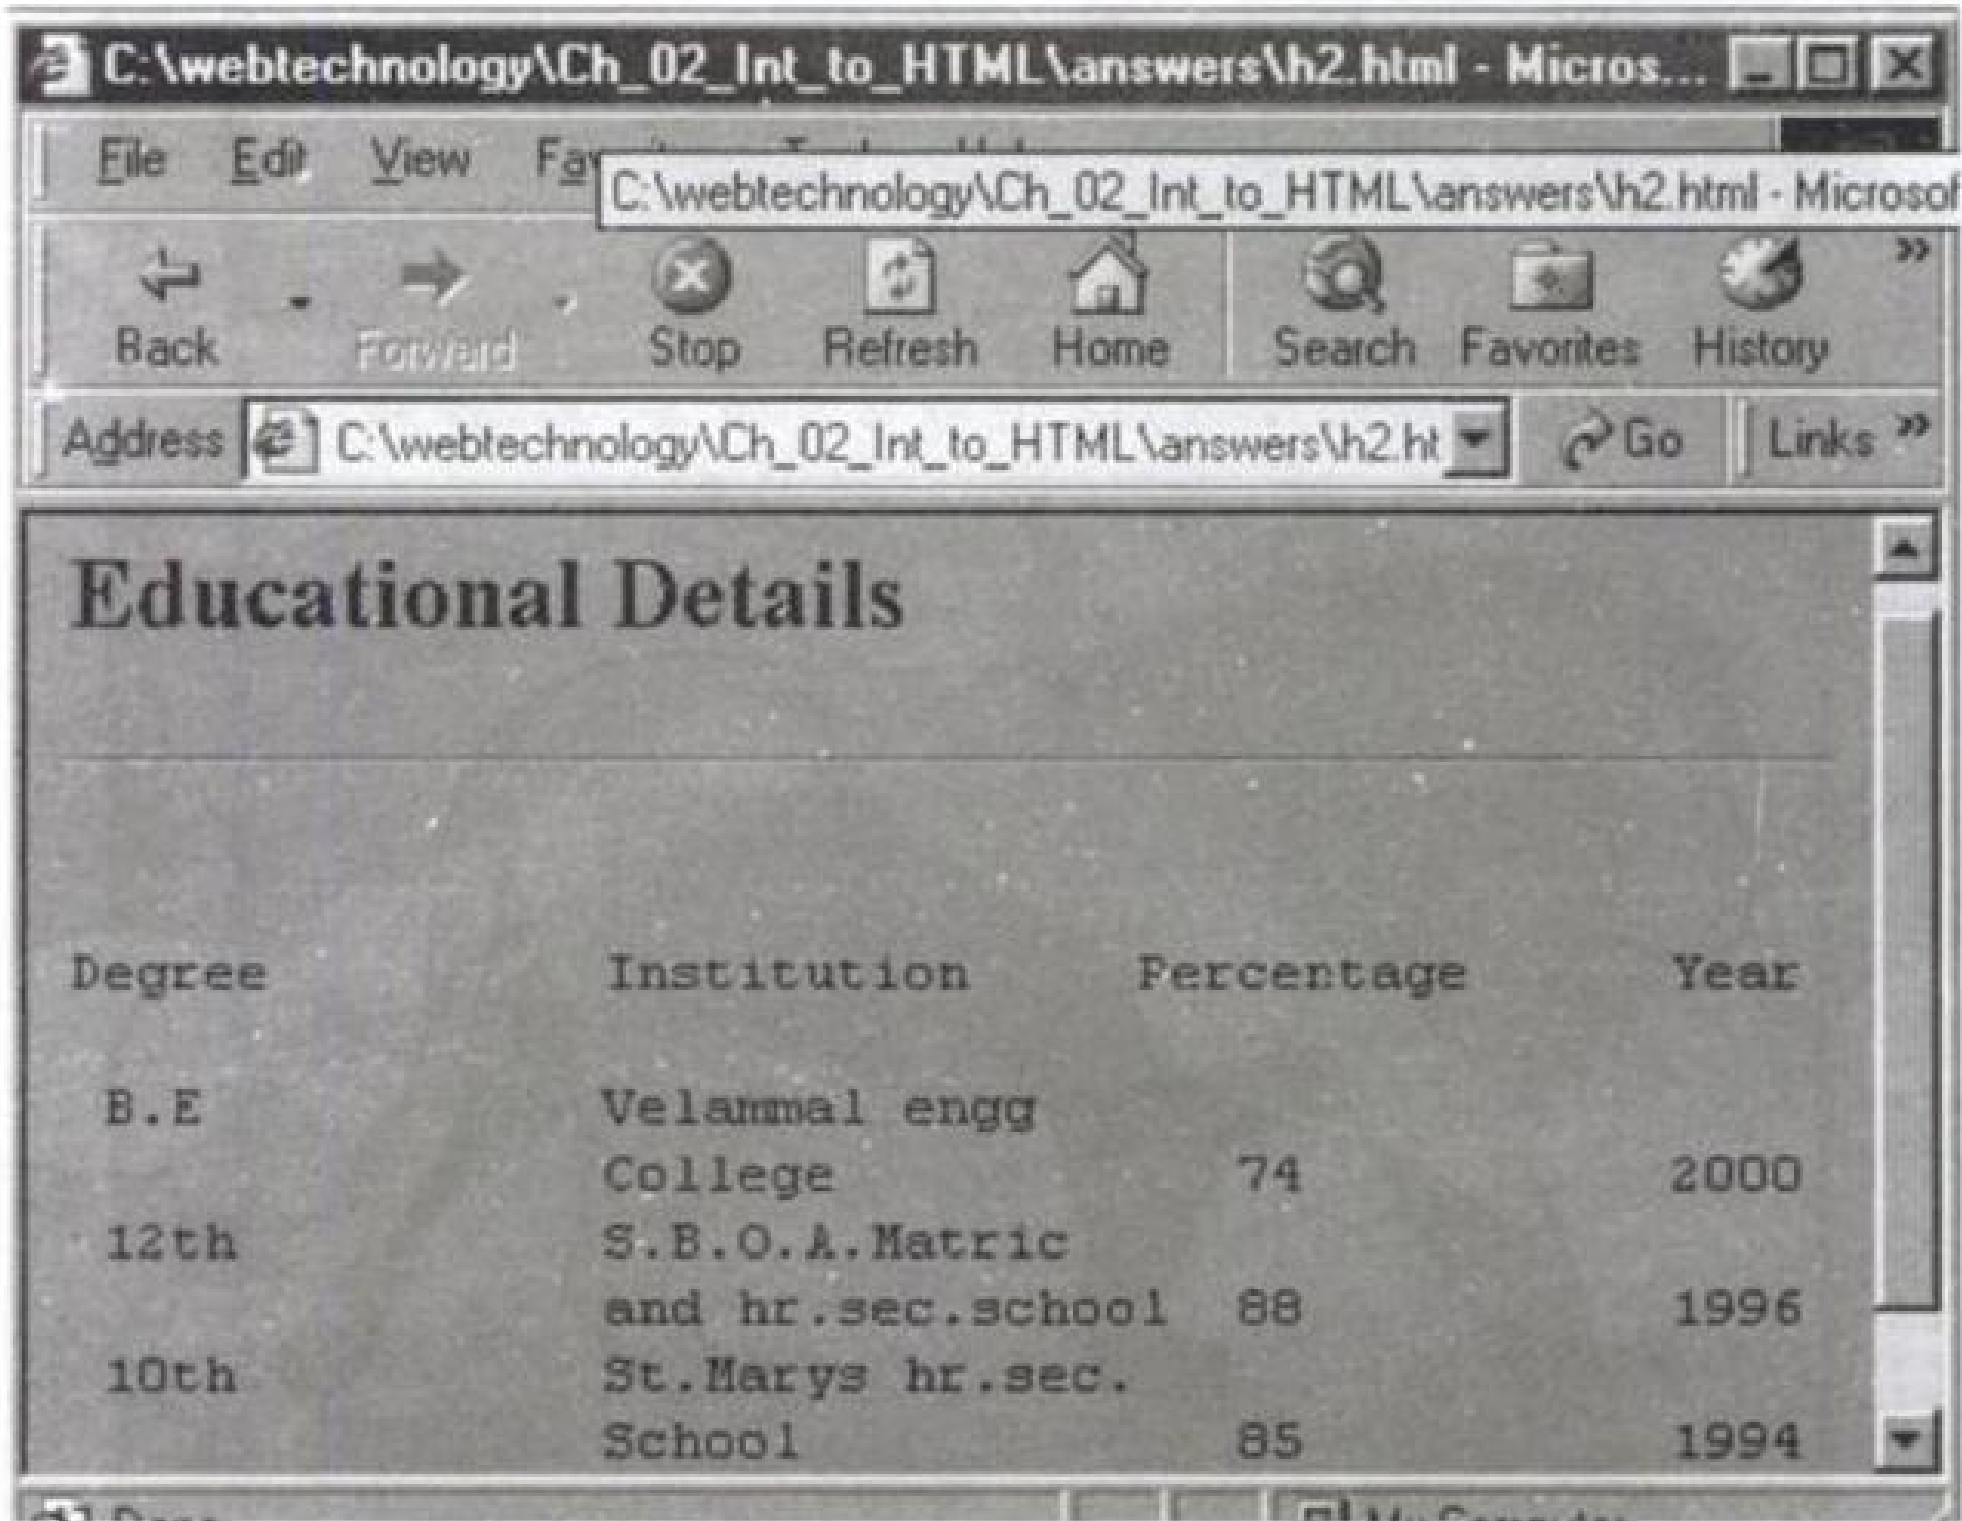 C:\webtechnology\Ch_02_Int_to_HTML\answers\h2.html - Micros...
File Edit View
C:\webtechnology\Ch_02_Int_to_HTML\answers\h2.html - Microsof
Back Forward Stop Refresh Home Search Favorites History »
Address C:\webtechnology\Ch_02_Int_to_HTML\answers\h2.ht Go Links »
Educational Details
Degree Institution Percentage Year
B.E Velammal engg
College 74 2000
12th S.B.O.A.Matric
and hr.sec.school 88 1996
10th St.Marys hr.sec.
School 85 1994